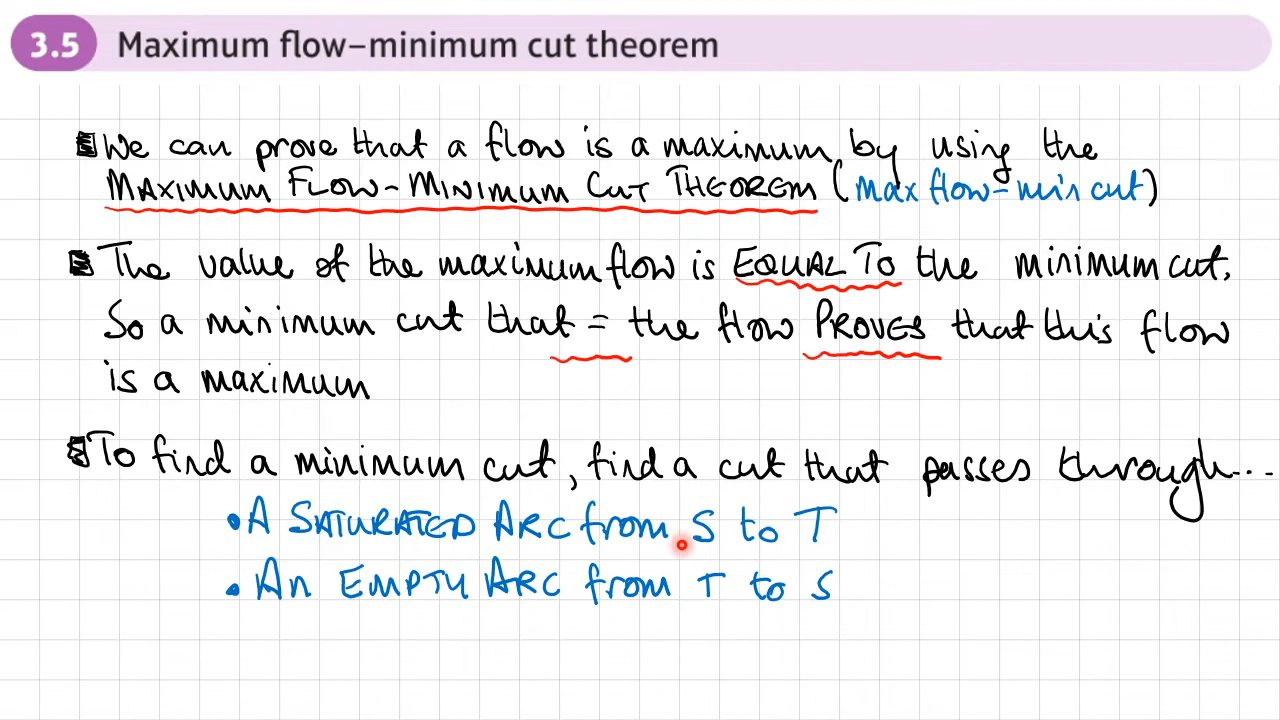 3.5 Maximum flow–minimum cut theorem
We can prove that a flow is a maximum by using the
MAXIMUM FLOW-MINIMUM CUT THEOREM (max flow-min cut)
The value of the maximum flow is EQUAL TO the minimum cut.
So a minimum cut that = the flow PROVES that this flow
is a maximum
To find a minimum cut, find a cut that passes through...
• A SATURATED ARC from S to T
• An EMPTY ARC from T to S